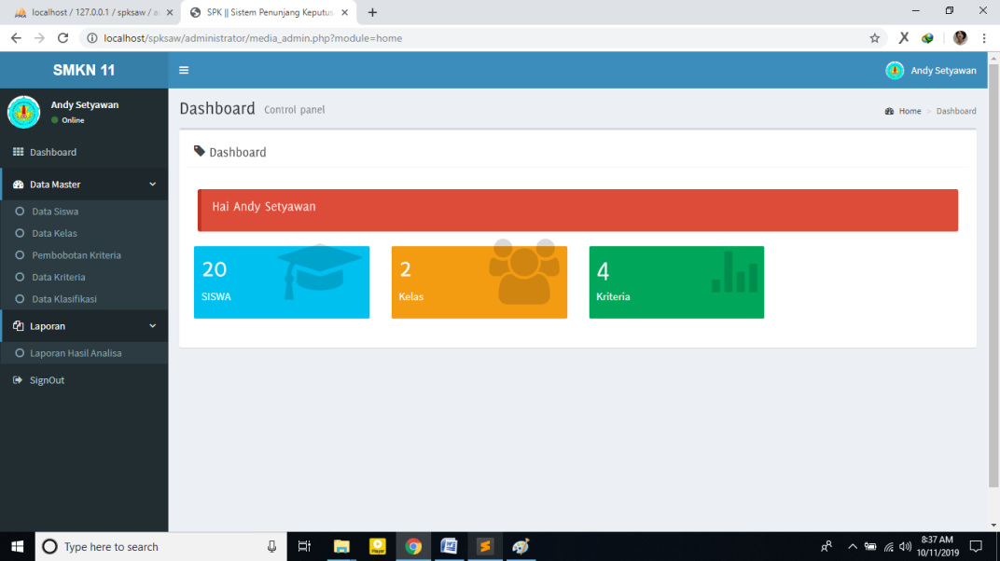 localhost / 127.0.0.1 / spksaw /
SPK || Sistem Penunjang Keputus
localhost/spksaw/administrator/media_admin.php?module=home
SMKN 11
Andy Setyawan
Andy Setyawan
Online
Dashboard Control panel
Home > Dashboard
Dashboard
Data Master
Data Siswa
Data Kelas
Pembobotan Kriteria
Data Kriteria
Data Klasifikasi
Laporan
Laporan Hasil Analisa
SignOut
Dashboard
Hai Andy Setyawan
20
SISWA
2
Kelas
4
Kriteria
Type here to search
8:37 AM
10/11/2019